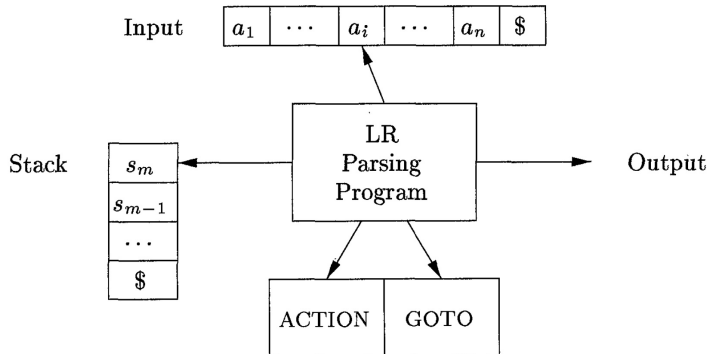 Input a₁ ⋯ aᵢ ⋯ aₙ $
LR
Parsing
Program
Stack
sₘ
sₘ₋₁
⋯
$
Output
ACTION GOTO